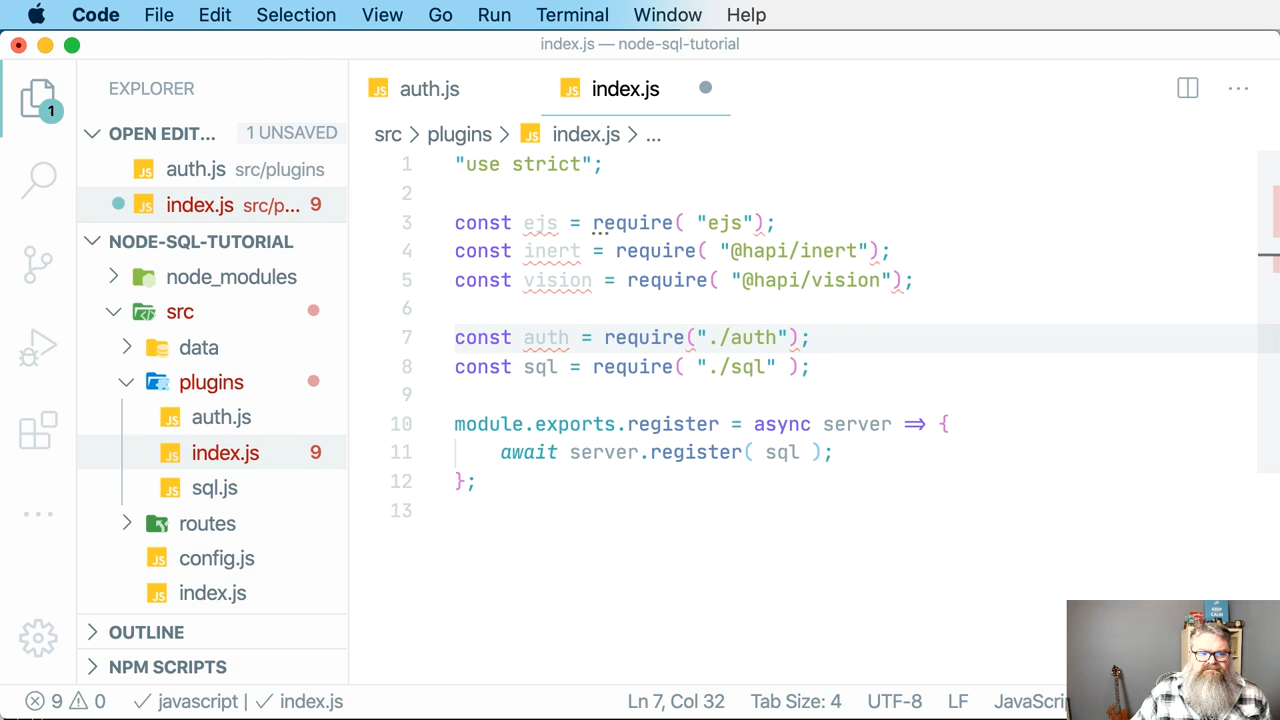 Code File Edit Selection View Go Run Terminal Window Help
index.js — node-sql-tutorial
EXPLORER
OPEN EDIT... 1 UNSAVED
JS auth.js src/plugins
JS index.js src/p... 9
NODE-SQL-TUTORIAL
node_modules
src
data
plugins
JS auth.js
JS index.js 9
JS sql.js
routes
JS config.js
JS index.js
OUTLINE
NPM SCRIPTS
1
JS auth.js JS index.js
src > plugins > JS index.js > ...
1 "use strict";
2
3 const ejs = require( "ejs");
4 const inert = require( "@hapi/inert");
5 const vision = require( "@hapi/vision");
6
7 const auth = require("./auth");
8 const sql = require( "./sql" );
9
10 module.exports.register = async server => {
11 await server.register( sql );
12 };
13
9 0 javascript | index.js Ln 7, Col 32 Tab Size: 4 UTF-8 LF JavaScri
KEEP
CALM